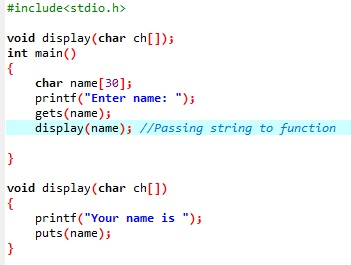 #include<stdio.h>
void display(char ch[]);
int main()
{
char name[30];
printf("Enter name: ");
gets(name);
display(name); //Passing string to function
}
void display(char ch[])
{
printf("Your name is ");
puts(name);
}